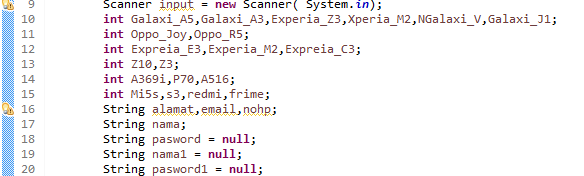 9 Scanner input = new Scanner( System.in);
10 int Galaxi_A5,Galaxi_A3,Experia_Z3,Xperia_M2,NGalaxi_V,Galaxi_J1;
11 int Oppo_Joy,Oppo_R5;
12 int Expreia_E3,Experia_M2,Expreia_C3;
13 int Z10,Z3;
14 int A369i,P70,A516;
15 int Mi5s,s3,redmi,frime;
16 String alamat,email,nohp;
17 String nama;
18 String pasword = null;
19 String nama1 = null;
20 String pasword1 = null;